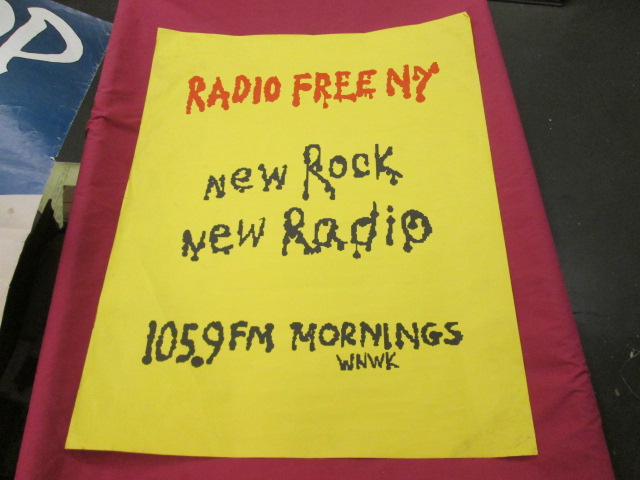 RADIO FREE NY
New Rock
New Radio
105.9 FM MORNINGS
WNWK